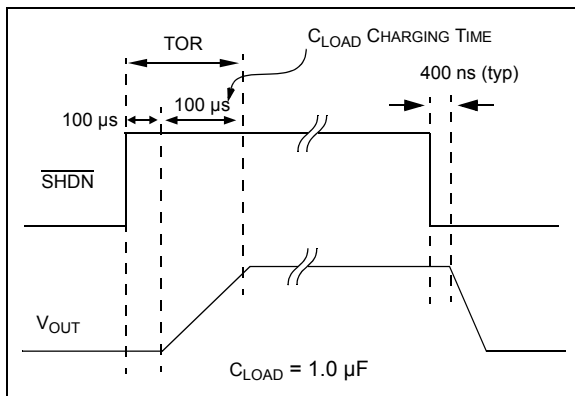 TOR
CLOAD CHARGING TIME
400 ns (typ)
100 µs
100 µs
SHDN
VOUT
CLOAD = 1.0 µF